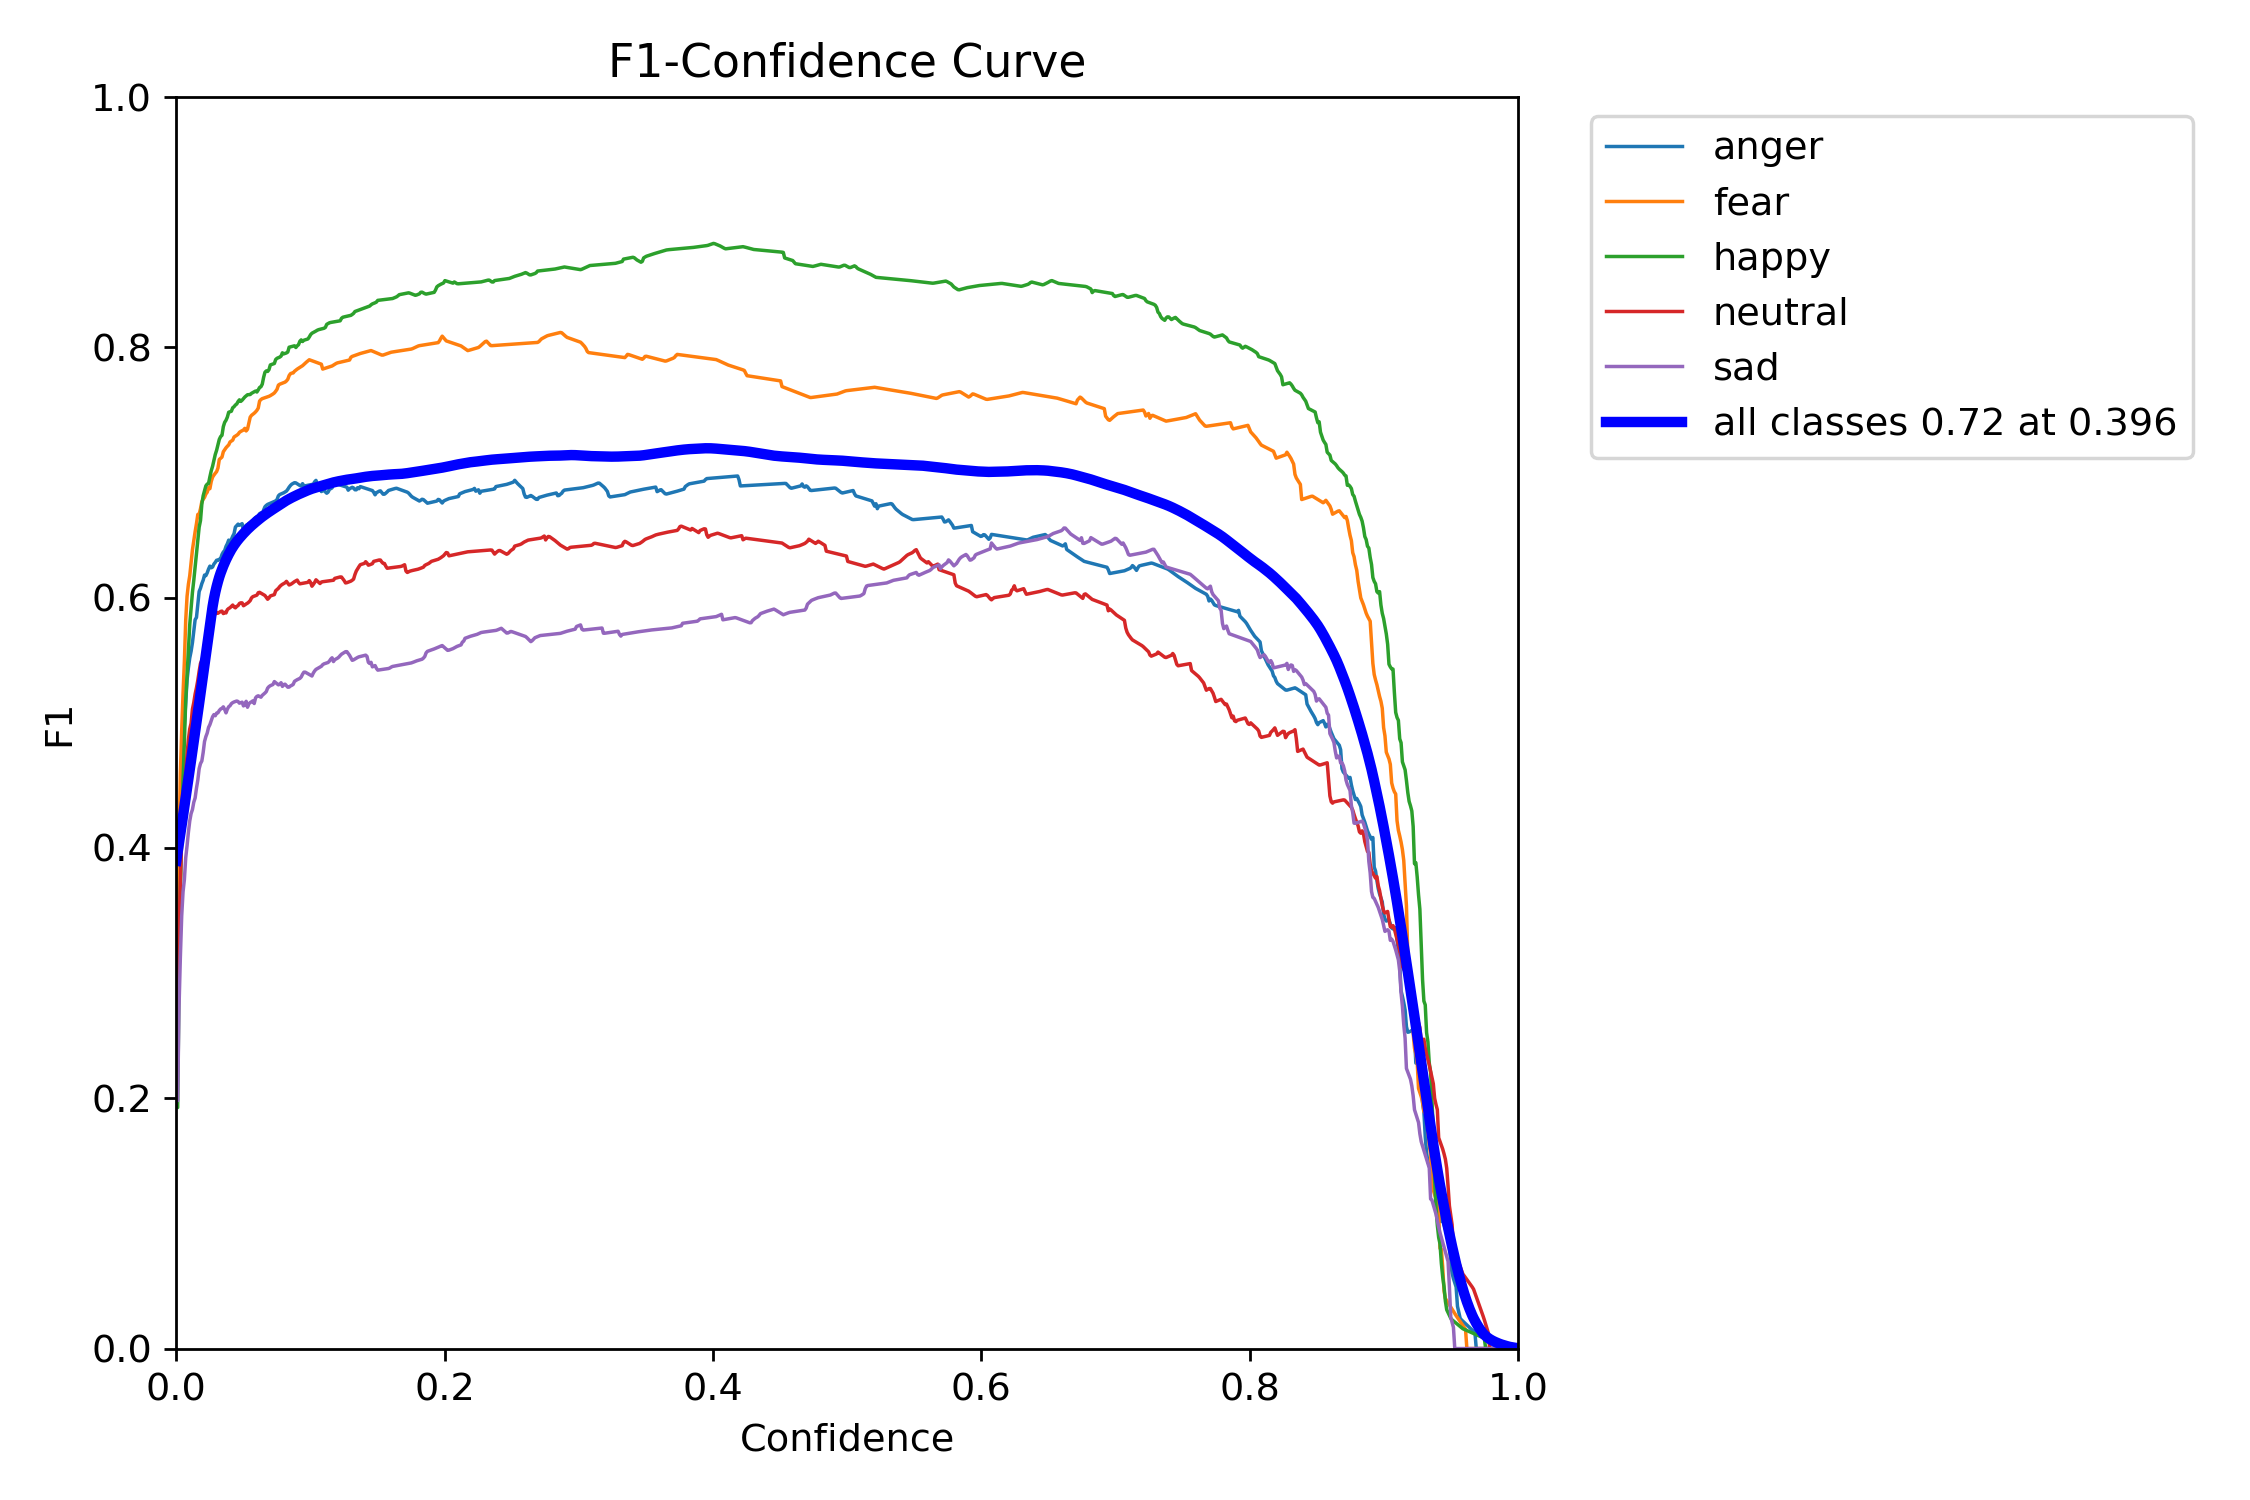 F1-Confidence Curve
1.0
0.8
0.6
0.4
0.2
0.0
F1
0.0 0.2 0.4 0.6 0.8 1.0
Confidence
anger
fear
happy
neutral
sad
all classes 0.72 at 0.396